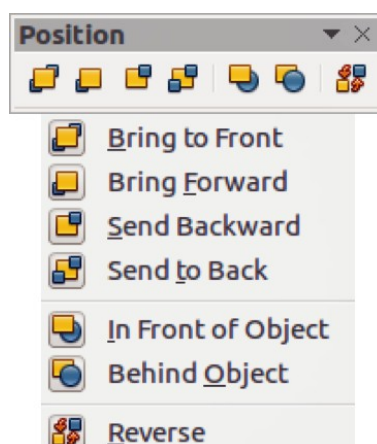 Position
Bring to Front
Bring Forward
Send Backward
Send to Back
In Front of Object
Behind Object
Reverse